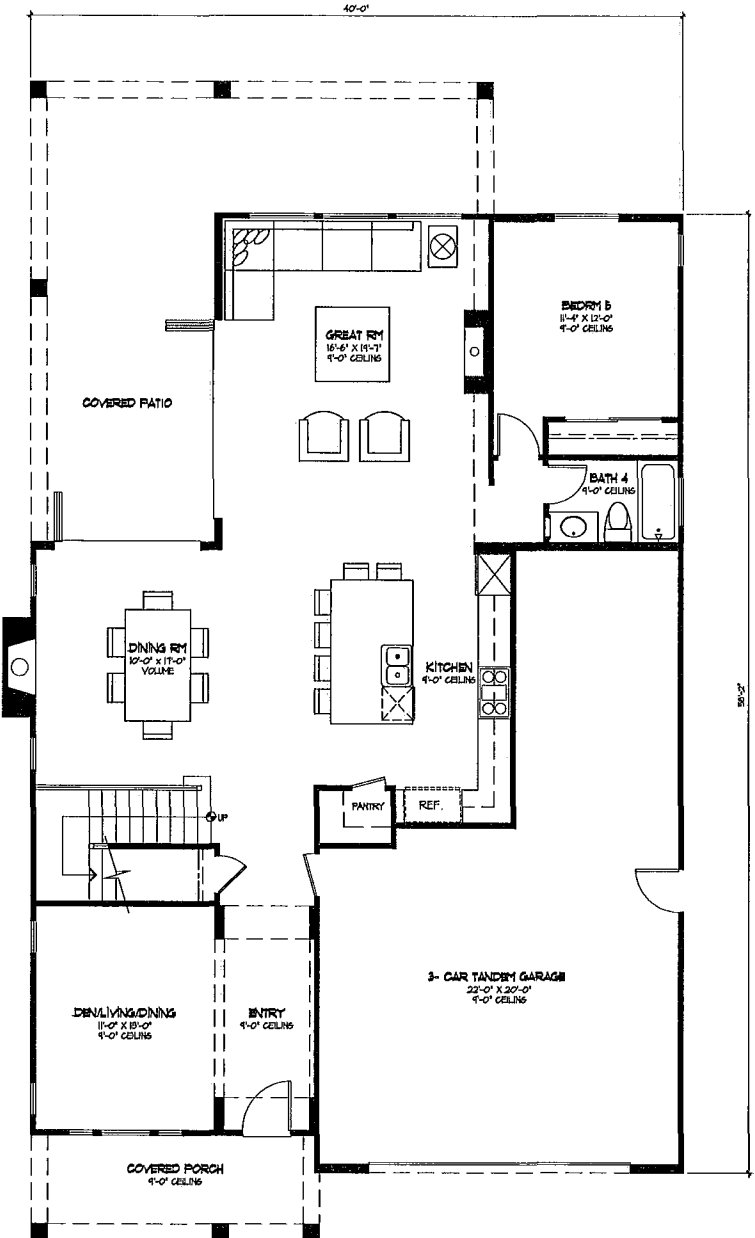 40'-0"
BEDRM 5
11'-4" X 12'-0"
9'-0" CEILING
GREAT RM
16'-6" X 19'-7"
9'-0" CEILING
COVERED PATIO
BATH 4
9'-0" CEILING
DINING RM
10'-0" X 17'-0"
VOLUME
KITCHEN
9'-0" CEILING
PANTRY
REF.
UP
3- CAR TANDEM GARAGE
22'-0" X 20'-0"
9'-0" CEILING
DEN/LIVING/DINING
11'-0" X 13'-0"
9'-0" CEILING
ENTRY
9'-0" CEILING
COVERED PORCH
9'-0" CEILING